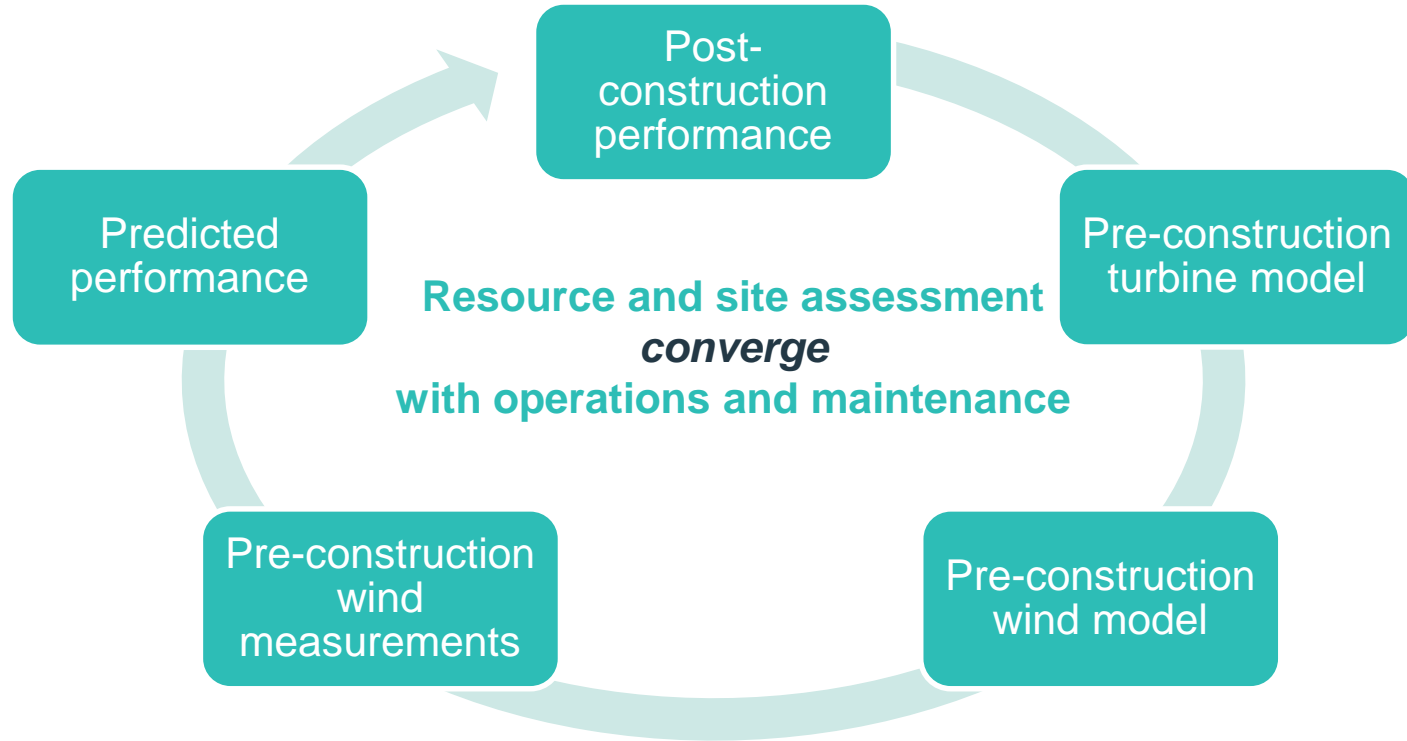 Post-
construction
performance
Pre-construction
turbine model
Pre-construction
wind model
Pre-construction
wind
measurements
Predicted
performance
Resource and site assessment
converge
with operations and maintenance